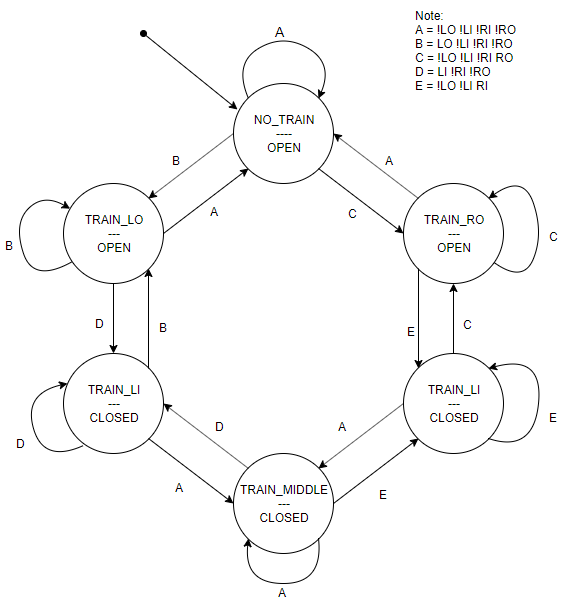 Note:
A = !LO !LI !RI !RO
B = LO !LI !RI !RO
C = !LO !LI !RI RO
D = LI !RI !RO
E = !LO !LI RI
A
NO_TRAIN
----
OPEN
B
A
A
C
TRAIN_LO
---
OPEN
TRAIN_RO
---
OPEN
B
C
D
B
E
C
TRAIN_LI
---
CLOSED
TRAIN_LI
---
CLOSED
D
E
D
A
A
E
TRAIN_MIDDLE
---
CLOSED
A